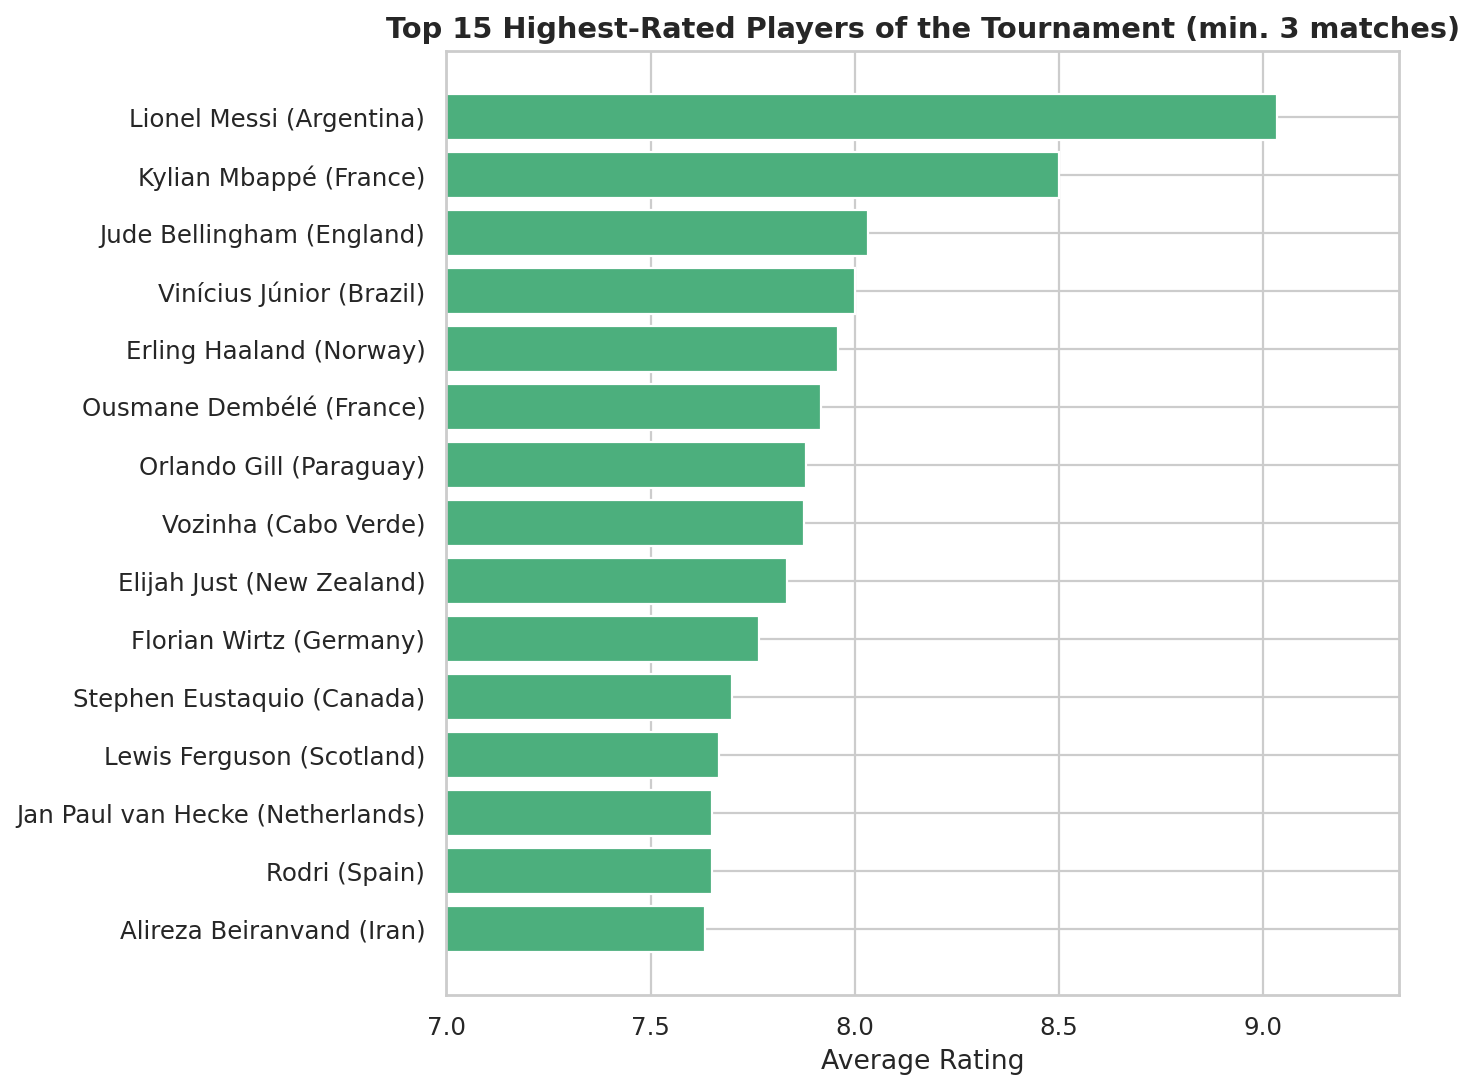 Top 15 Highest-Rated Players of the Tournament (min. 3 matches)
Lionel Messi (Argentina)
Kylian Mbappé (France)
Jude Bellingham (England)
Vinícius Júnior (Brazil)
Erling Haaland (Norway)
Ousmane Dembélé (France)
Orlando Gill (Paraguay)
Vozinha (Cabo Verde)
Elijah Just (New Zealand)
Florian Wirtz (Germany)
Stephen Eustaquio (Canada)
Lewis Ferguson (Scotland)
Jan Paul van Hecke (Netherlands)
Rodri (Spain)
Alireza Beiranvand (Iran)
7.0 7.5 8.0 8.5 9.0
Average Rating